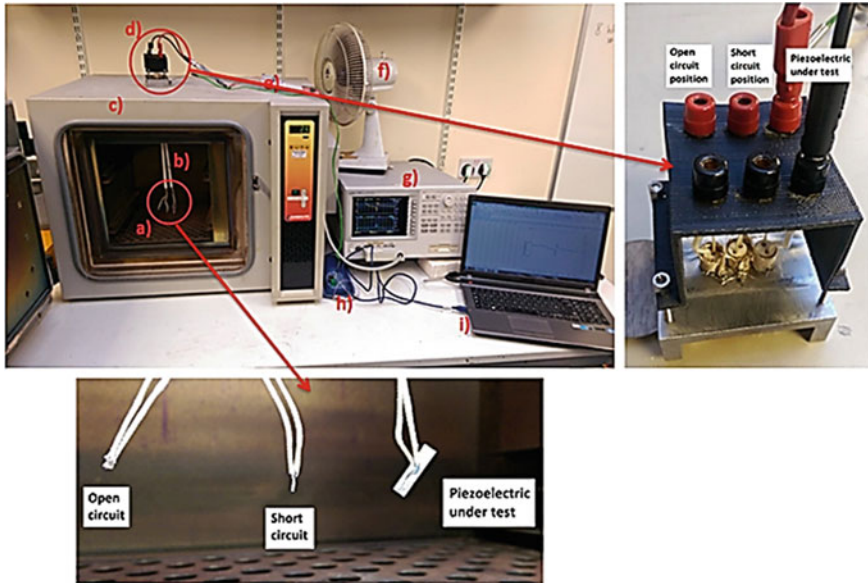 d)
e)
f)
c)
b)
g)
a)
h)
i)
Open
circuit
position
Short
circuit
position
Piezoelectric
under test
Open
circuit
Short
circuit
Piezoelectric
under test